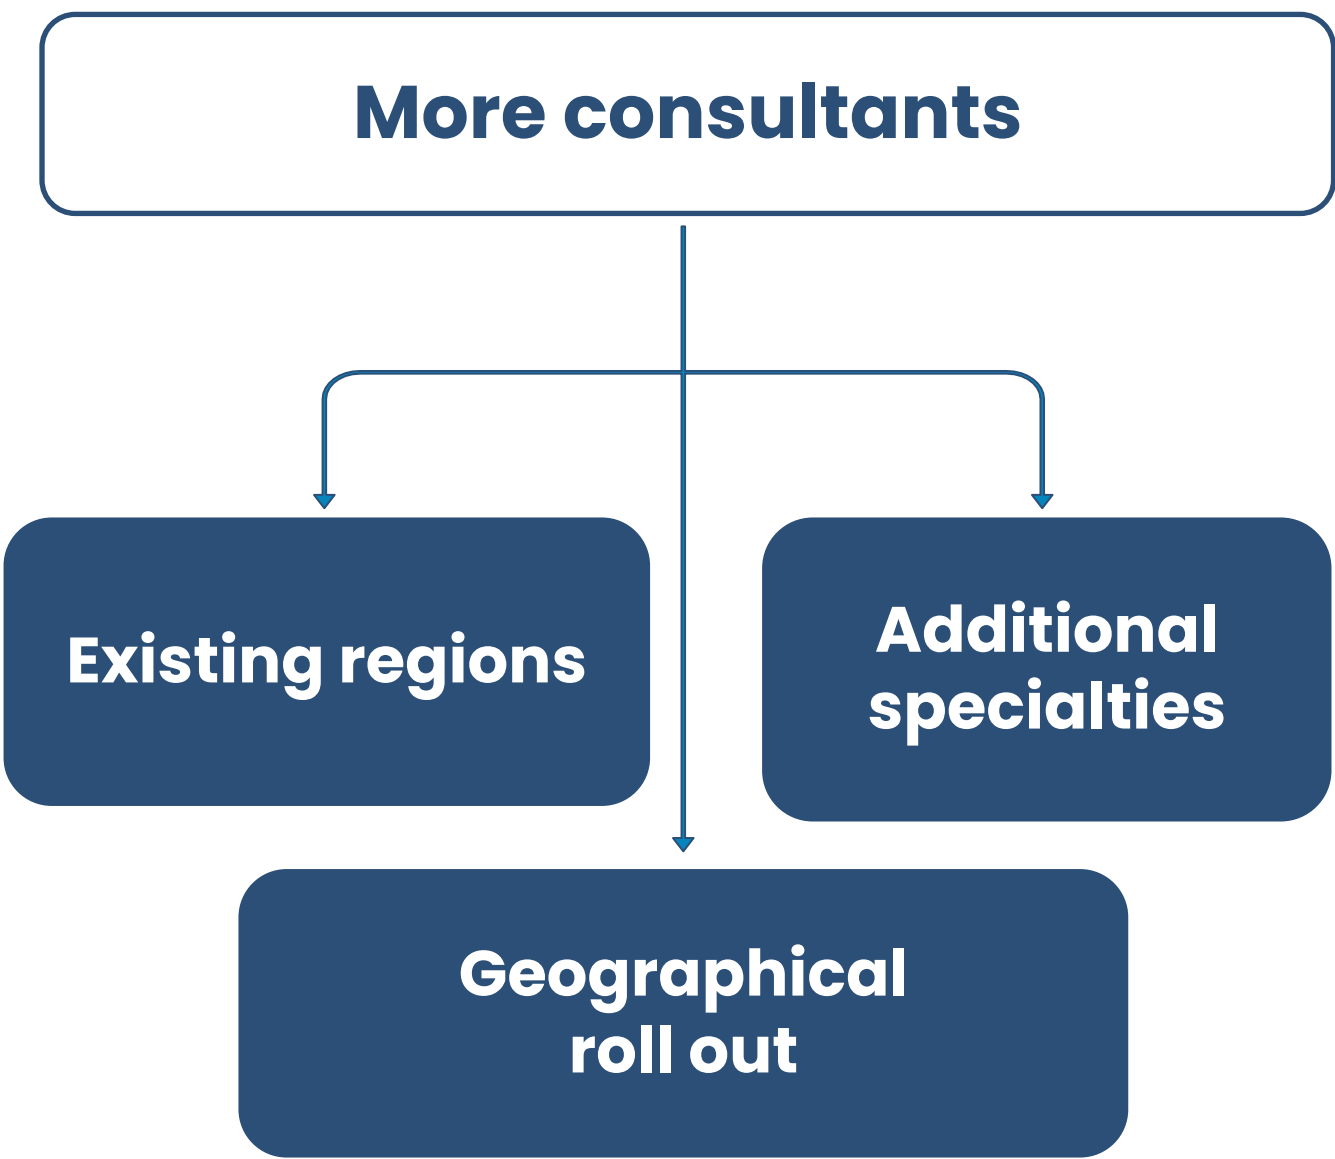 More consultants
Existing regions
Additional
specialties
Geographical
roll out